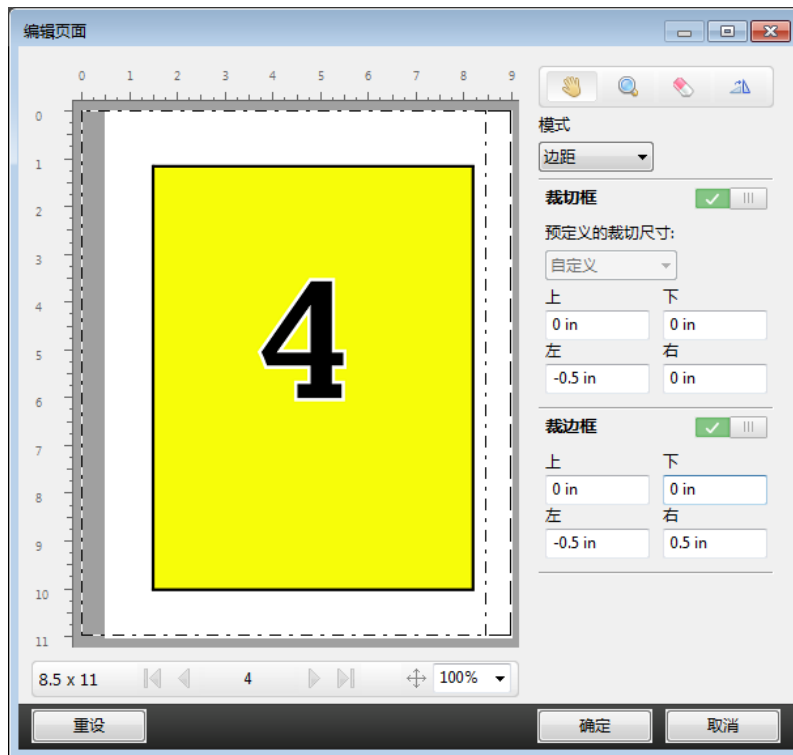 编辑页面
0 1 2 3 4 5 6 7 8 9
0
1
2
3
4
5
6
7
8
9
10
11
4
模式
边距
裁切框
预定义的裁切尺寸:
自定义
上 下
0 in 0 in
左 右
-0.5 in 0 in
裁边框
上 下
0 in 0 in
左 右
-0.5 in 0.5 in
8.5 x 11 4 100%
重设 确定 取消